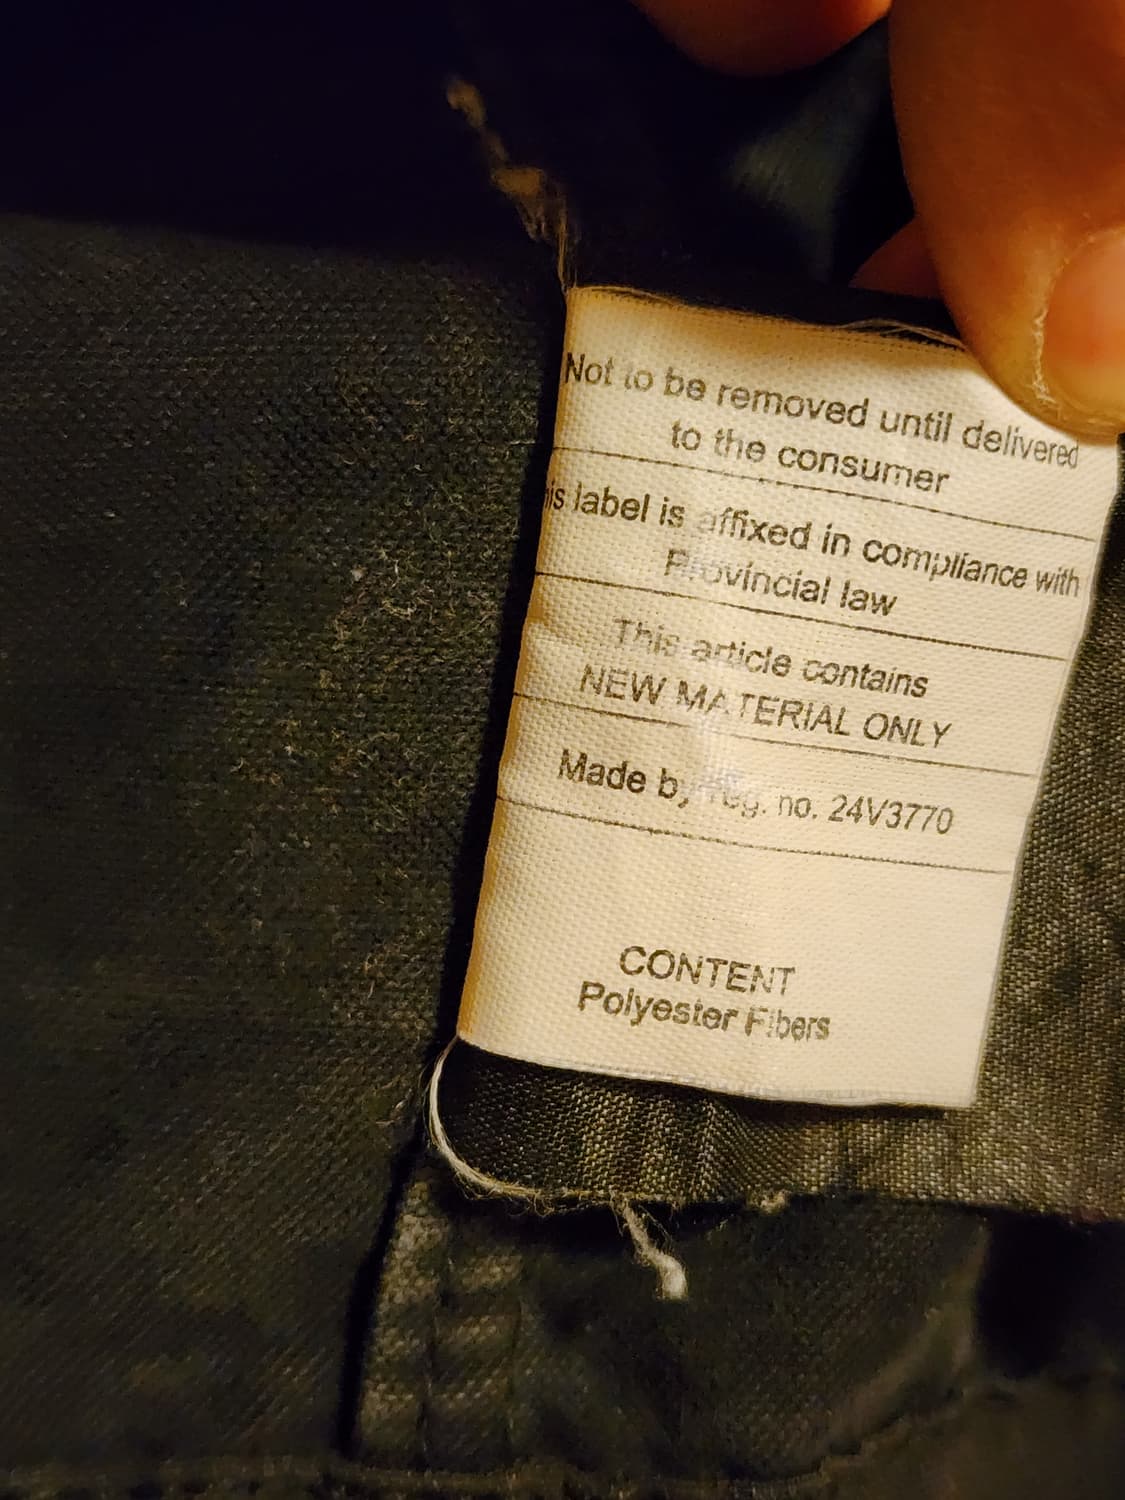 Not to be removed until delivered
to the consumer
label is affixed in compliance with
Provincial law
This article contains
NEW MATERIAL ONLY
Made by reg. no. 24V3770
CONTENT
Polyester Fibers